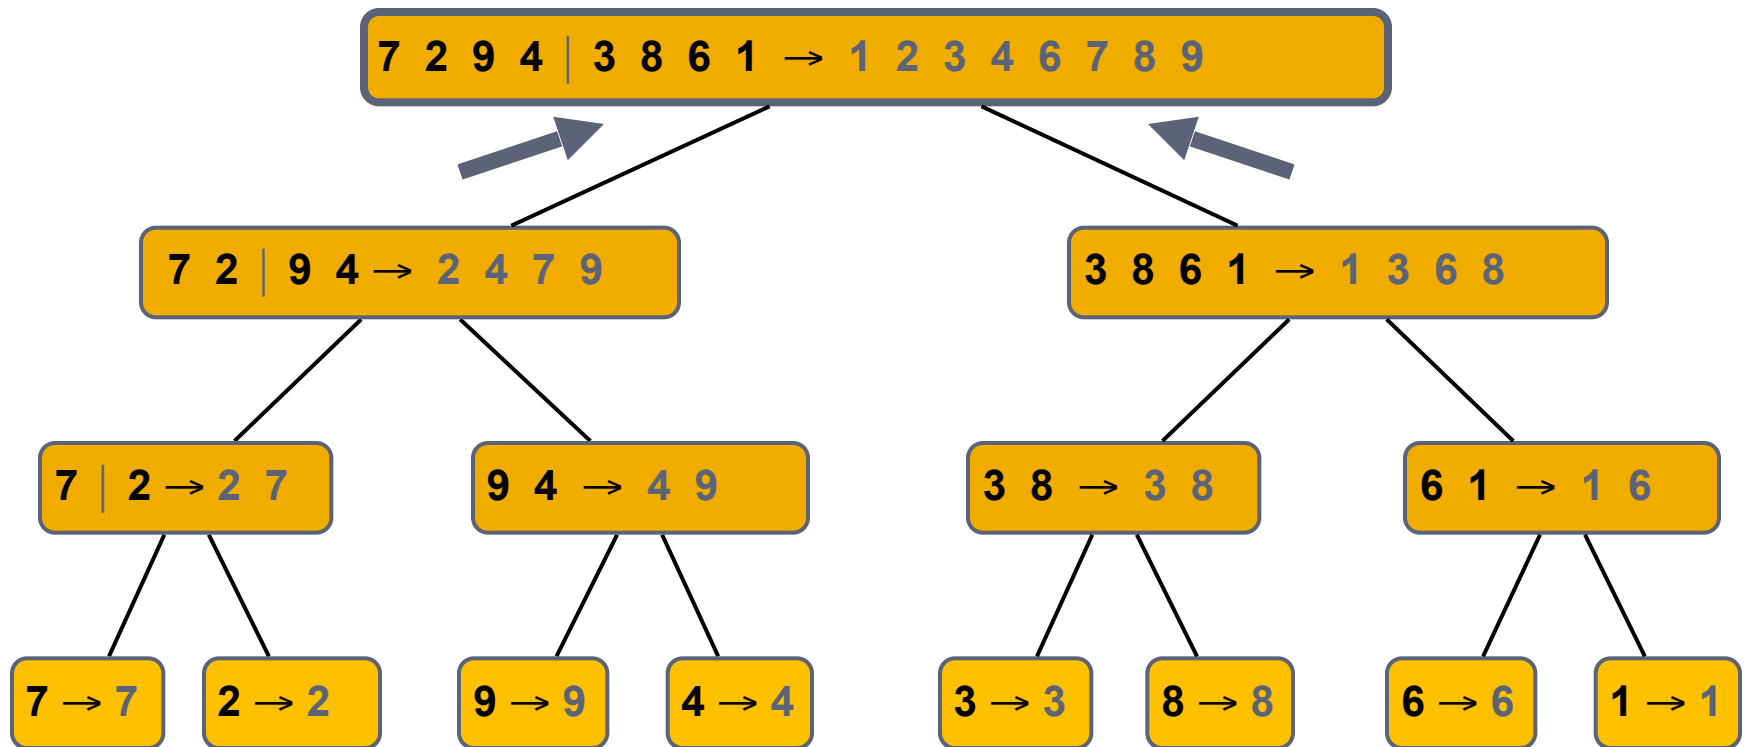 7 2 9 4 | 3 8 6 1 → 1 2 3 4 6 7 8 9
7 2 | 9 4 → 2 4 7 9
3 8 6 1 → 1 3 6 8
7 | 2 → 2 7
9 4 → 4 9
3 8 → 3 8
6 1 → 1 6
7 → 7
2 → 2
9 → 9
4 → 4
3 → 3
8 → 8
6 → 6
1 → 1